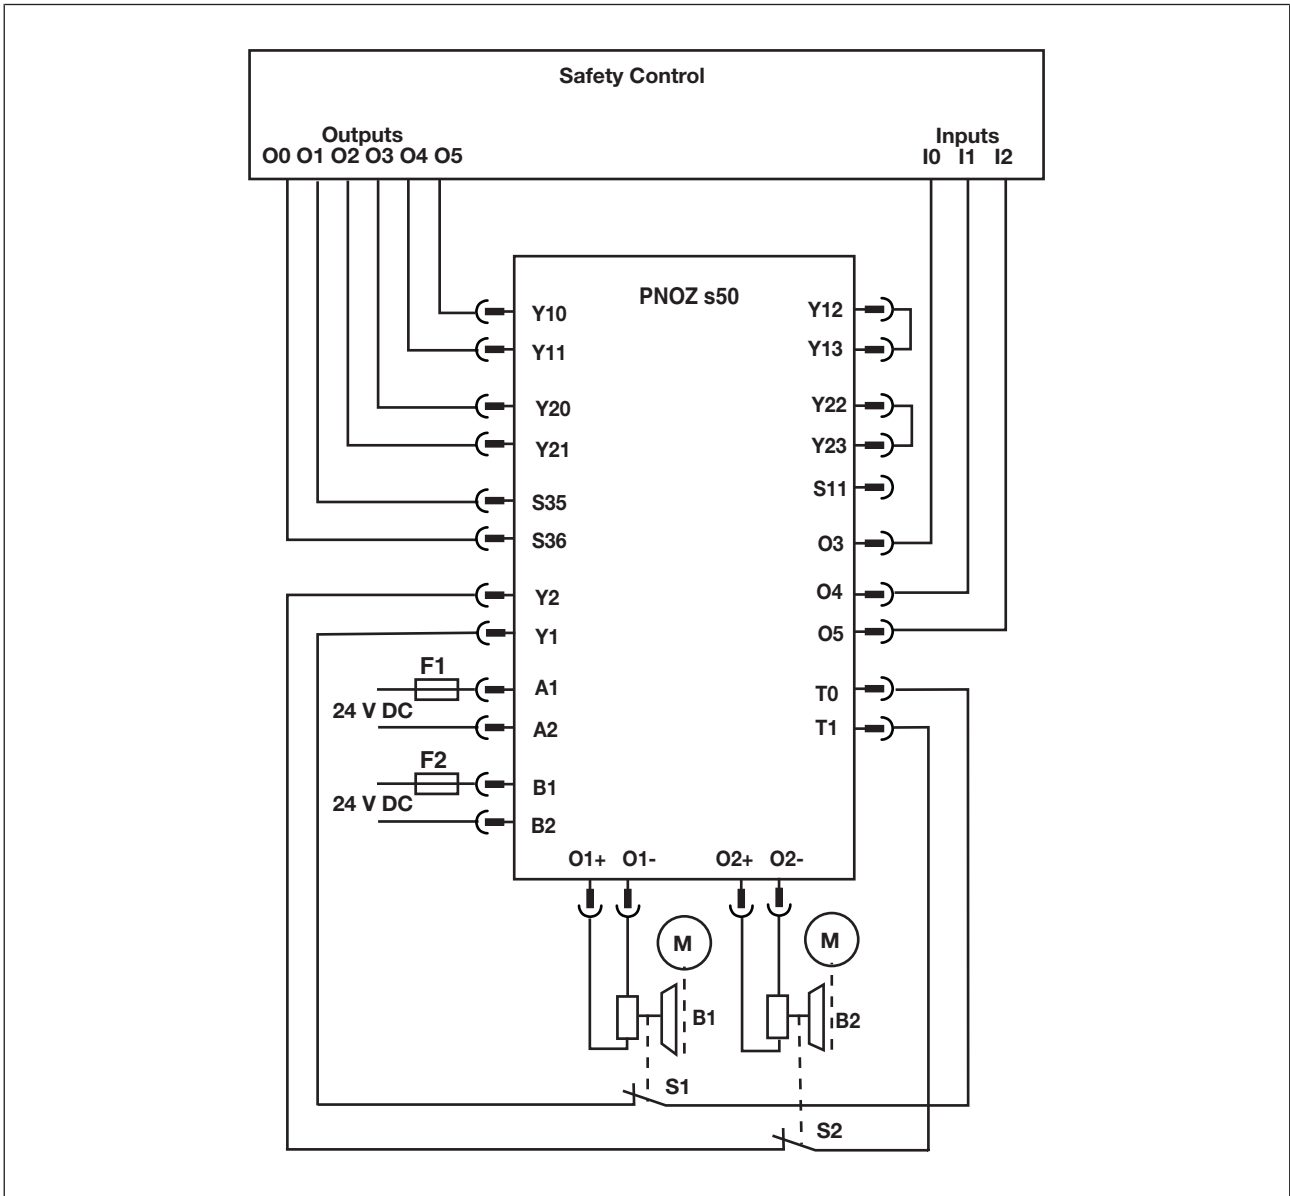 Safety Control
Outputs
Inputs
O0 O1 O2 O3 O4 O5
I0 I1 I2
PNOZ s50
Y10
Y12
Y11
Y13
Y20
Y22
Y21
Y23
S35
S11
S36
O3
Y2
O4
Y1
O5
F1
A1
T0
24 V DC
A2
T1
F2
B1
24 V DC
B2
O1+ O1- O2+ O2-
M
M
B1
B2
S1
S2